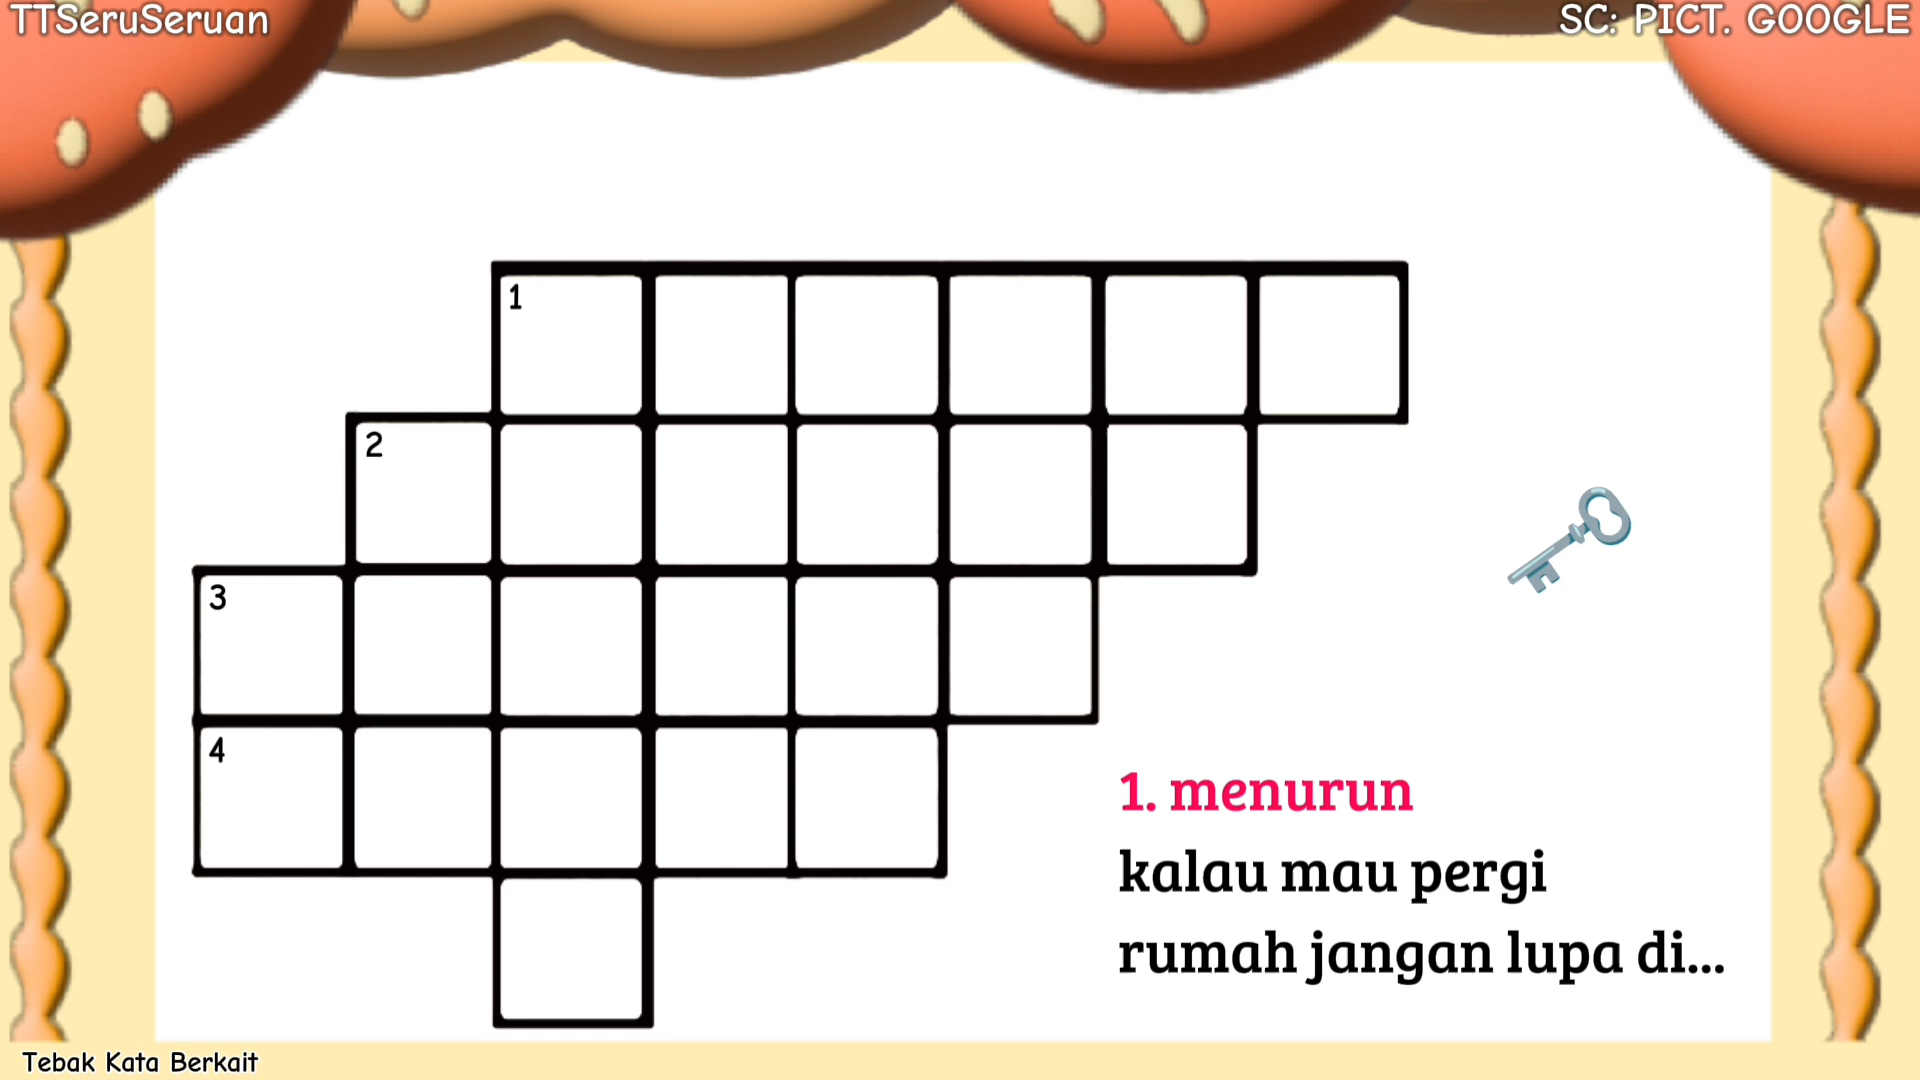 TTSeruSeruan
SC: PICT. GOOGLE
1
2
3
4
1. menurun
kalau mau pergi
rumah jangan lupa di...
Tebak Kata Berkait